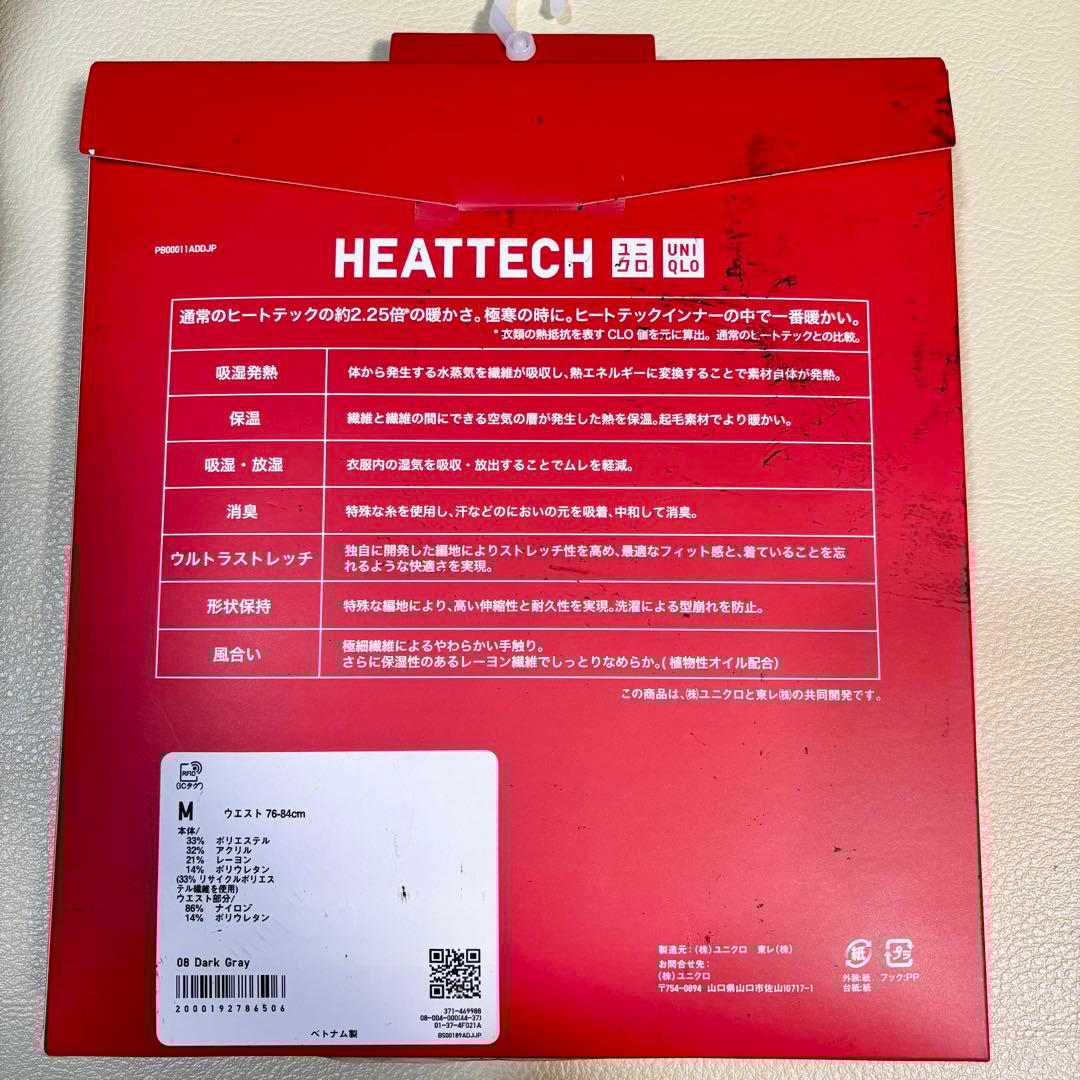 PB00011ADDJP
HEATTECH ユニクロ UNIQLO
通常のヒートテックの約2.25倍*の暖かさ。極寒の時に。ヒートテックインナーの中で一番暖かい。
*衣類の熱抵抗を表す CLO 値を元に算出。通常のヒートテックとの比較。
吸湿発熱 体から発生する水蒸気を繊維が吸収し、熱エネルギーに変換することで素材自体が発熱。
保温 繊維と繊維の間にできる空気の層が発生した熱を保温。起毛素材でより暖かい。
吸湿・放湿 衣服内の湿気を吸収・放出することでムレを軽減。
消臭 特殊な糸を使用し、汗などのにおいの元を吸着、中和して消臭。
ウルトラストレッチ 独自に開発した編地によりストレッチ性を高め、最適なフィット感と、着ていることを忘
れるような快適さを実現。
形状保持 特殊な編地により、高い伸縮性と耐久性を実現。洗濯による型崩れを防止。
風合い 極細繊維によるやわらかい手触り。
さらに保湿性のあるレーヨン繊維でしっとりなめらか。(植物性オイル配合)
この商品は、㈱ユニクロと東レ㈱の共同開発です。
RFID
(ICタグ)
M ウエスト 76-84cm
本体/
33% ポリエステル
32% アクリル
21% レーヨン
14% ポリウレタン
(33% リサイクルポリエス
テル繊維を使用)
ウエスト部分/
86% ナイロン
14% ポリウレタン
08 Dark Gray
2000192786506
371-469988
08-004-000(44-37)
01-37-4F021A
ベトナム製
BS00189ADJJP
製造元:(株)ユニクロ 東レ(株)
お問合せ先:
(株)ユニクロ
〒754-0894 山口県山口市佐山10717-1
紙 プラ
外装:紙 フック:PP
台紙:紙